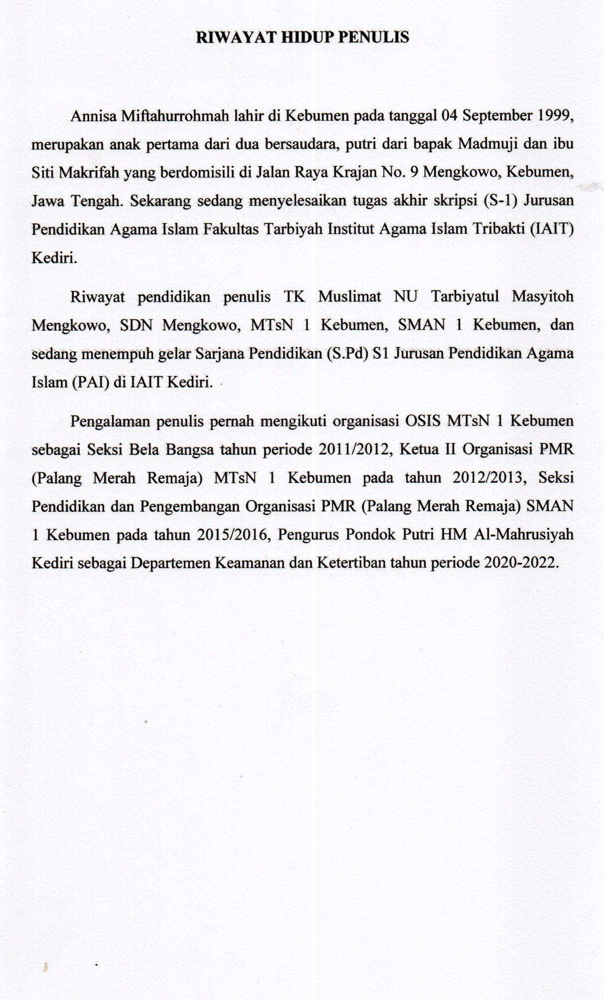 RIWAYAT HIDUP PENULIS
Annisa Miftahurrohmah lahir di Kebumen pada tanggal 04 September 1999,
merupakan anak pertama dari dua bersaudara, putri dari bapak Madmuji dan ibu
Siti Makrifah yang berdomisili di Jalan Raya Krajan No. 9 Mengkowo, Kebumen,
Jawa Tengah. Sekarang sedang menyelesaikan tugas akhir skripsi (S-1) Jurusan
Pendidikan Agama Islam Fakultas Tarbiyah Institut Agama Islam Tribakti (IAIT)
Kediri.
Riwayat pendidikan penulis TK Muslimat NU Tarbiyatul Masyitoh
Mengkowo, SDN Mengkowo, MTsN 1 Kebumen, SMAN 1 Kebumen, dan
sedang menempuh gelar Sarjana Pendidikan (S.Pd) S1 Jurusan Pendidikan Agama
Islam (PAI) di IAIT Kediri.
Pengalaman penulis pernah mengikuti organisasi OSIS MTsN 1 Kebumen
sebagai Seksi Bela Bangsa tahun periode 2011/2012, Ketua II Organisasi PMR
(Palang Merah Remaja) MTsN 1 Kebumen pada tahun 2012/2013, Seksi
Pendidikan dan Pengembangan Organisasi PMR (Palang Merah Remaja) SMAN
1 Kebumen pada tahun 2015/2016, Pengurus Pondok Putri HM Al-Mahrusiyah
Kediri sebagai Departemen Keamanan dan Ketertiban tahun periode 2020-2022.